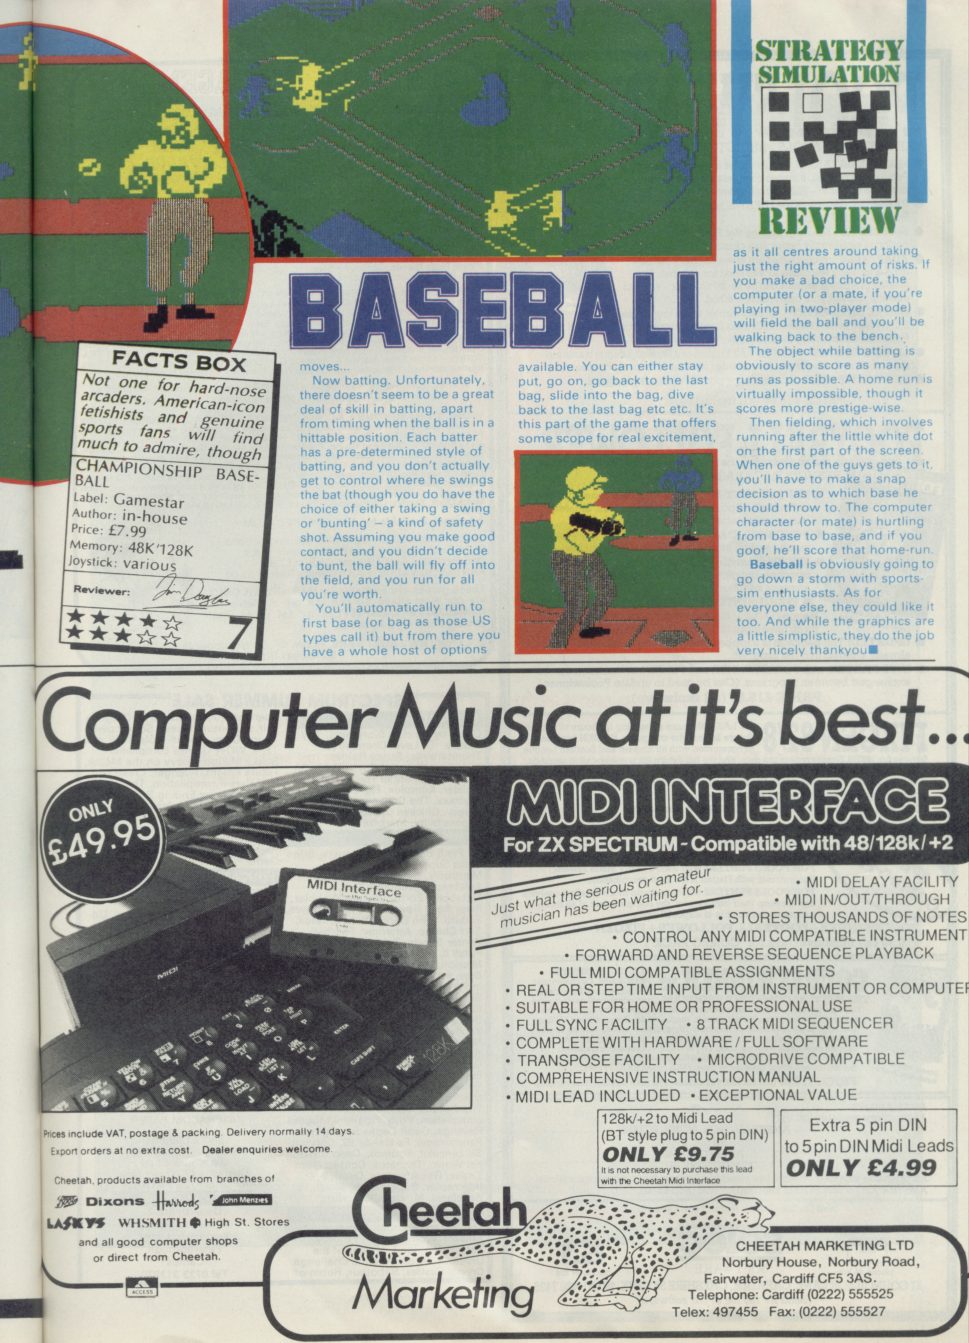 STRATEGY
SIMULATION
REVIEW
BASEBALL
FACTS BOX
Not one for hard-nose
arcaders. American-icon
fetishists and genuine
sports fans will find
much to admire, though
CHAMPIONSHIP BASE-
BALL
Label: Gamestar
Author: in-house
Price: £7.99
Memory: 48K/128K
Joystick: various
Reviewer:
7
moves...
Now batting. Unfortunately,
there doesn't seem to be a great
deal of skill in batting, apart
from timing when the ball is in a
hittable position. Each batter
has a pre-determined style of
batting, and you don't actually
get to control where he swings
the bat (though you do have the
choice of either taking a swing
or 'bunting' – a kind of safety
shot. Assuming you make good
contact, and you didn't decide
to bunt, the ball will fly off into
the field, and you run for all
you're worth.
You'll automatically run to
first base (or bag as those US
types call it) but from there you
have a whole host of options
available. You can either stay
put, go on, go back to the last
bag, slide into the bag, dive
back to the last bag etc etc. It's
this part of the game that offers
some scope for real excitement,
as it all centres around taking
just the right amount of risks. If
you make a bad choice, the
computer (or a mate, if you're
playing in two-player mode)
will field the ball and you'll be
walking back to the bench.
The object while batting is
obviously to score as many
runs as possible. A home run is
virtually impossible, though it
scores more prestige-wise.
Then fielding, which involves
running after the little white dot
on the first part of the screen.
When one of the guys gets to it,
you'll have to make a snap
decision as to which base he
should throw to. The computer
character (or mate) is hurtling
from base to base, and if you
goof, he'll score that home-run.
Baseball is obviously going to
go down a storm with sports-
sim enthusiasts. As for
everyone else, they could like it
too. And while the graphics are
a little simplistic, they do the job
very nicely thankyou
Computer Music at it's best...
ONLY
£49.95
MIDI Interface
MIDI
128K
MIDI INTERFACE
For ZX SPECTRUM - Compatible with 48/128k/+2
Just what the serious or amateur
musician has been waiting for.
• MIDI DELAY FACILITY
• MIDI IN/OUT/THROUGH
• STORES THOUSANDS OF NOTES
• CONTROL ANY MIDI COMPATIBLE INSTRUMENT
• FORWARD AND REVERSE SEQUENCE PLAYBACK
• FULL MIDI COMPATIBLE ASSIGNMENTS
• REAL OR STEP TIME INPUT FROM INSTRUMENT OR COMPUTER
• SUITABLE FOR HOME OR PROFESSIONAL USE
• FULL SYNC FACILITY • 8 TRACK MIDI SEQUENCER
• COMPLETE WITH HARDWARE / FULL SOFTWARE
• TRANSPOSE FACILITY • MICRODRIVE COMPATIBLE
• COMPREHENSIVE INSTRUCTION MANUAL
• MIDI LEAD INCLUDED • EXCEPTIONAL VALUE
128k/+2 to Midi Lead
(BT style plug to 5 pin DIN)
ONLY £9.75
It is not necessary to purchase this lead
with the Cheetah Midi Interface
Extra 5 pin DIN
to 5 pin DIN Midi Leads
ONLY £4.99
Prices include VAT, postage & packing. Delivery normally 14 days.
Export orders at no extra cost. Dealer enquiries welcome.
Cheetah, products available from branches of
Boots Dixons Harrods John Menzies
LASKYS WHSMITH High St. Stores
and all good computer shops
or direct from Cheetah.
ACCESS
Cheetah
Marketing
CHEETAH MARKETING LTD
Norbury House, Norbury Road,
Fairwater, Cardiff CF5 3AS.
Telephone: Cardiff (0222) 555525
Telex: 497455 Fax: (0222) 555527